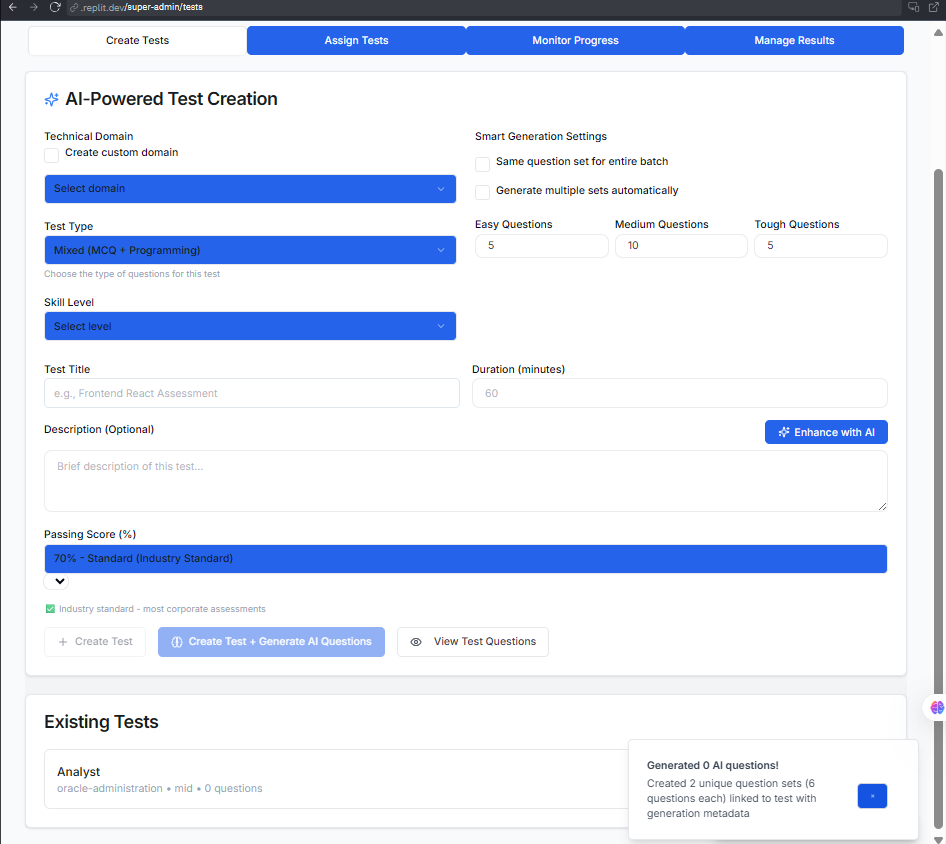 .replit.dev/super-admin/tests
Create Tests
Assign Tests
Monitor Progress
Manage Results
AI-Powered Test Creation
Technical Domain
Create custom domain
Select domain
Test Type
Mixed (MCQ + Programming)
Choose the type of questions for this test
Skill Level
Select level
Smart Generation Settings
Same question set for entire batch
Generate multiple sets automatically
Easy Questions
Medium Questions
Tough Questions
5
10
5
Test Title
Duration (minutes)
e.g., Frontend React Assessment
60
Description (Optional)
Enhance with AI
Brief description of this test...
Passing Score (%)
70% - Standard (Industry Standard)
Industry standard - most corporate assessments
Create Test
Create Test + Generate AI Questions
View Test Questions
Existing Tests
Analyst
oracle-administration • mid • 0 questions
Generated 0 AI questions!
Created 2 unique question sets (6
questions each) linked to test with
generation metadata